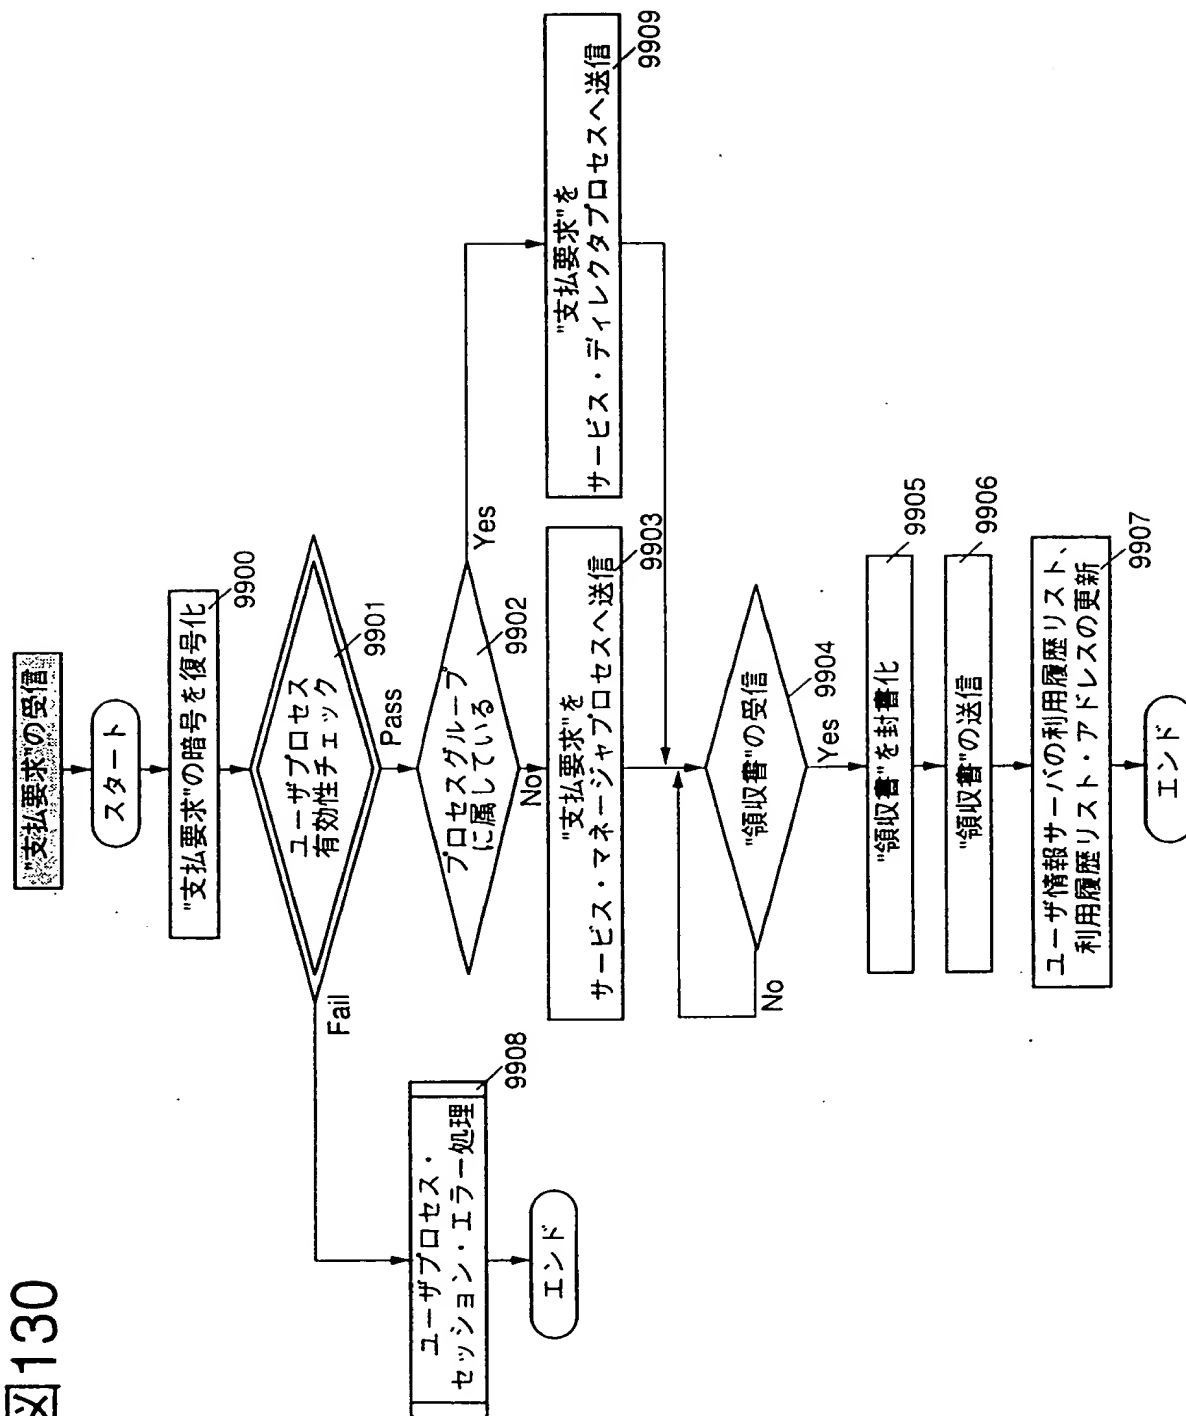 図130
"支払要求"の受信
スタート
"支払要求"の暗号を復号化
9900
ユーザプロセス
有効性チェック
9901
Fail
Pass
プロセスグループ
に属している
9902
Yes
No
"支払要求"を
サービス・マネージャプロセスへ送信
9903
"支払要求"を
サービス・ディレクタプロセスへ送信
9909
"領収書"の受信
9904
No
Yes
"領収書"を封書化
9905
"領収書"の送信
9906
ユーザ情報サーバの利用履歴リスト、
利用履歴リスト・アドレスの更新
9907
エンド
ユーザプロセス・
セッション・エラー処理
9908
エンド